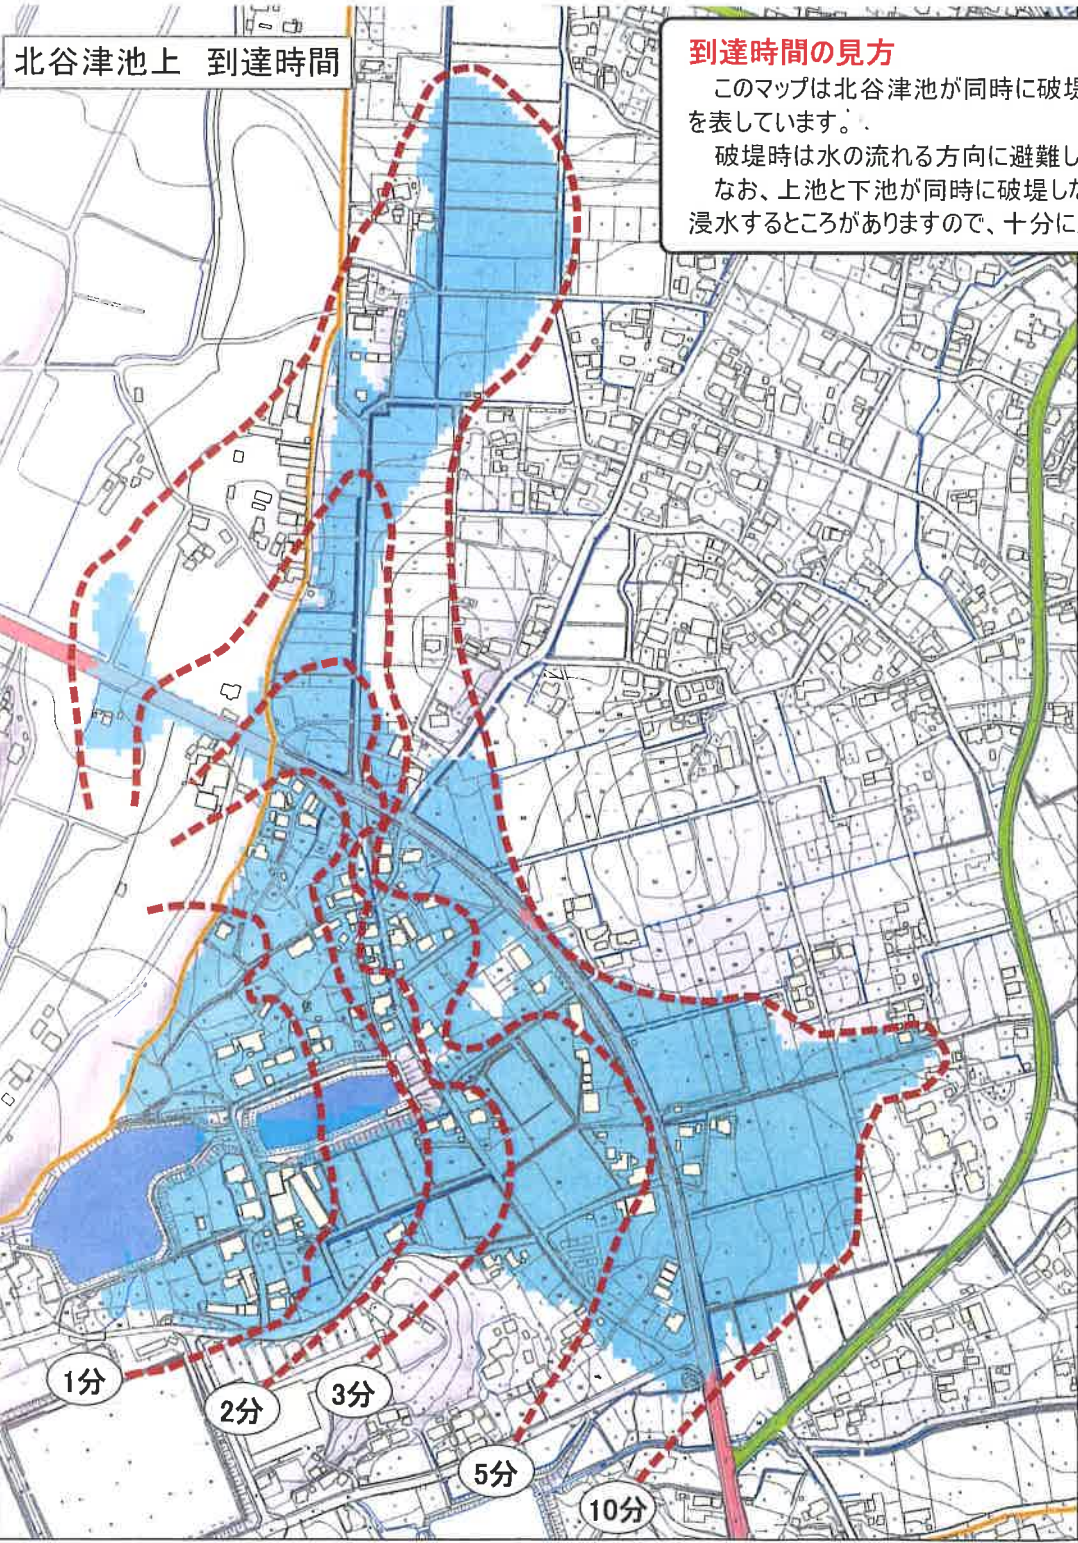 北谷津池上 到達時間
到達時間の見方
このマップは北谷津池が同時に破堤
を表しています。
破堤時は水の流れる方向に避難し
なお、上池と下池が同時に破堤した
浸水するところがありますので、十分に
1分
2分
3分
5分
10分